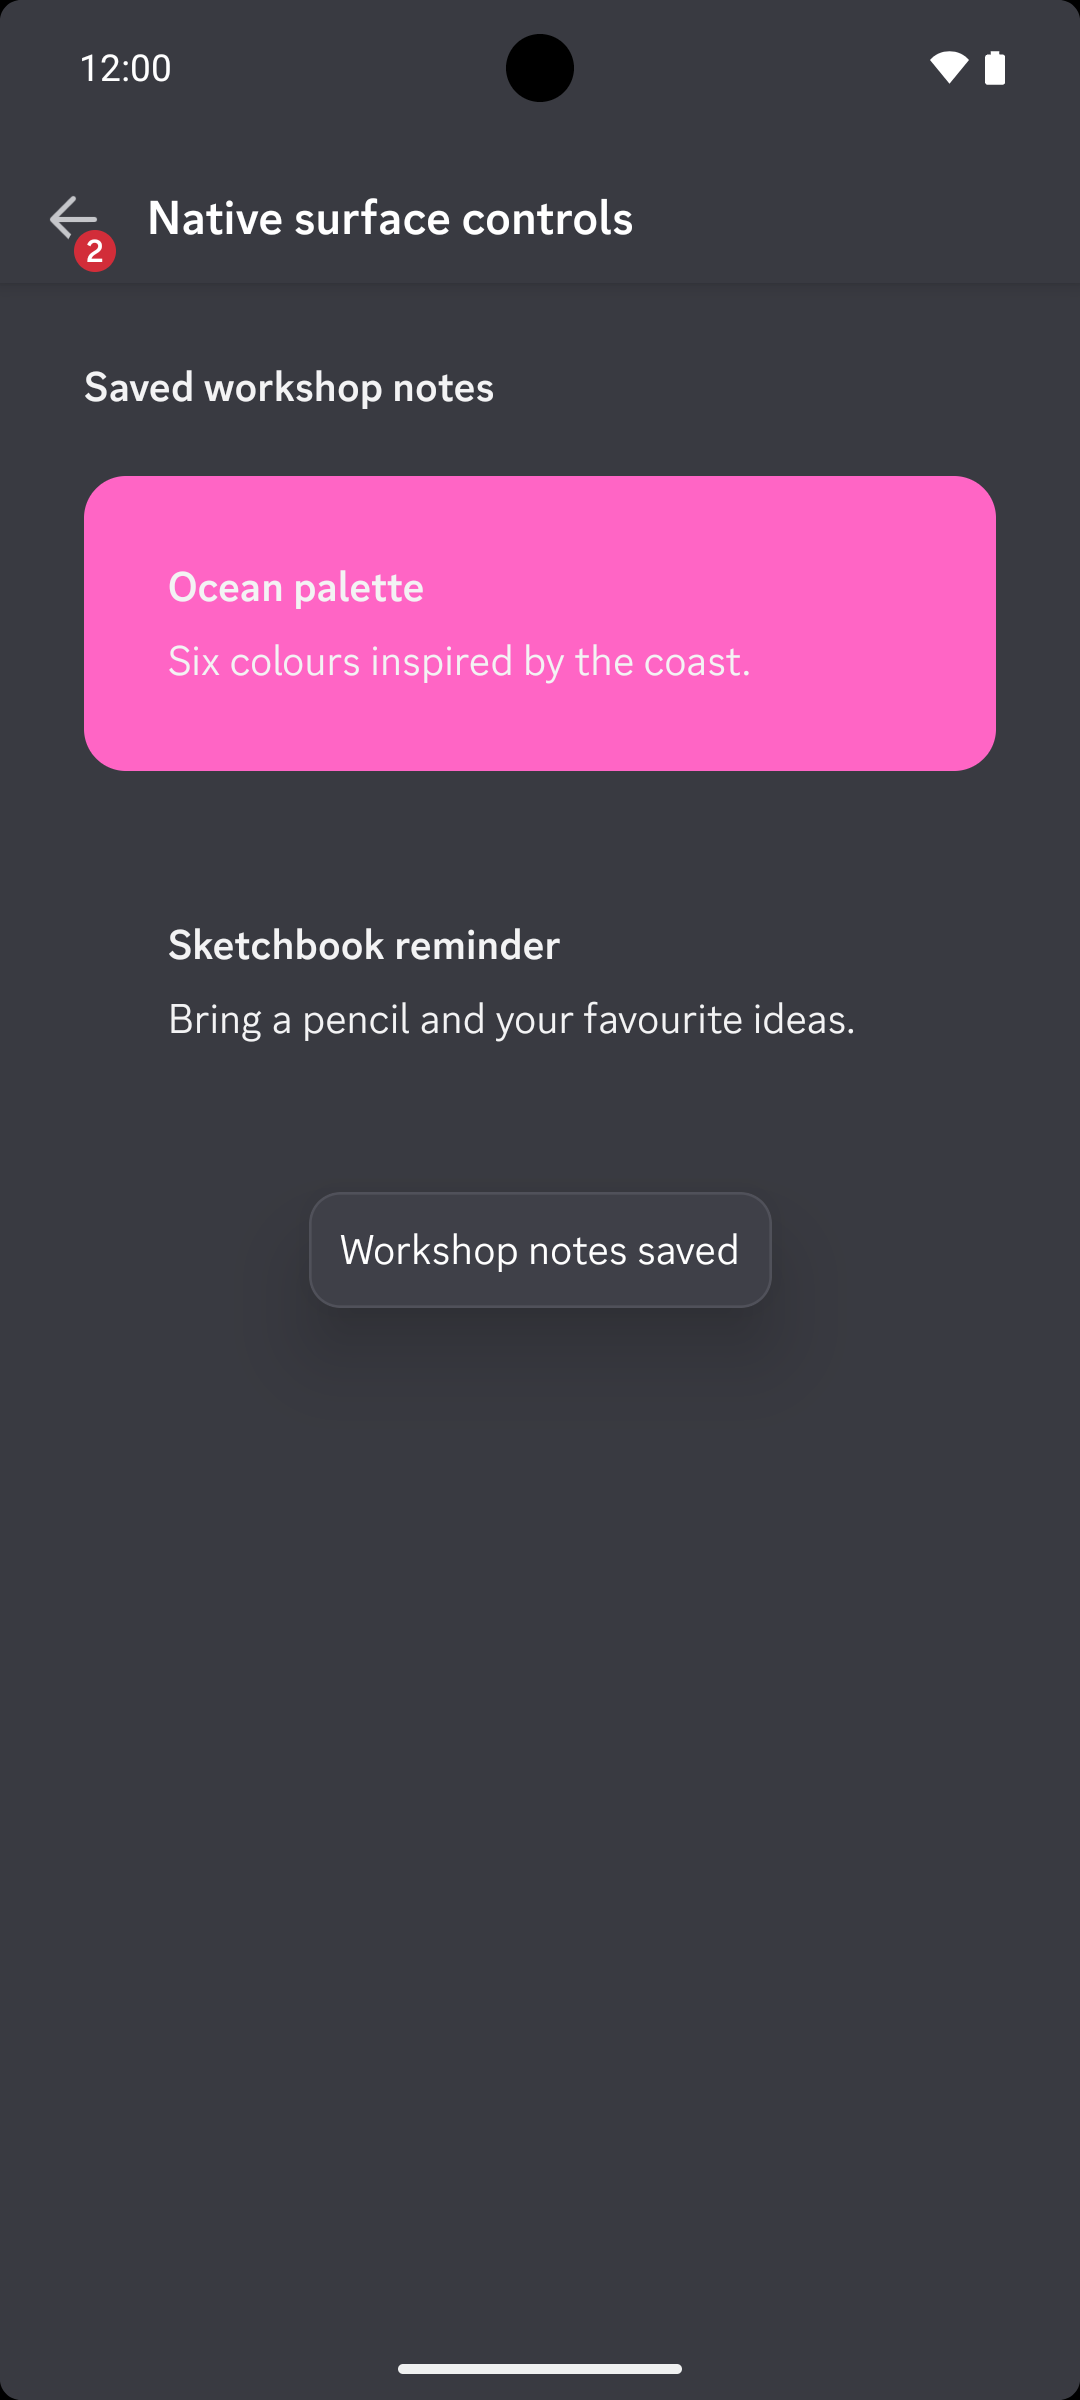 12:00
Native surface controls
2
Saved workshop notes
Ocean palette
Six colours inspired by the coast.
Sketchbook reminder
Bring a pencil and your favourite ideas.
Workshop notes saved